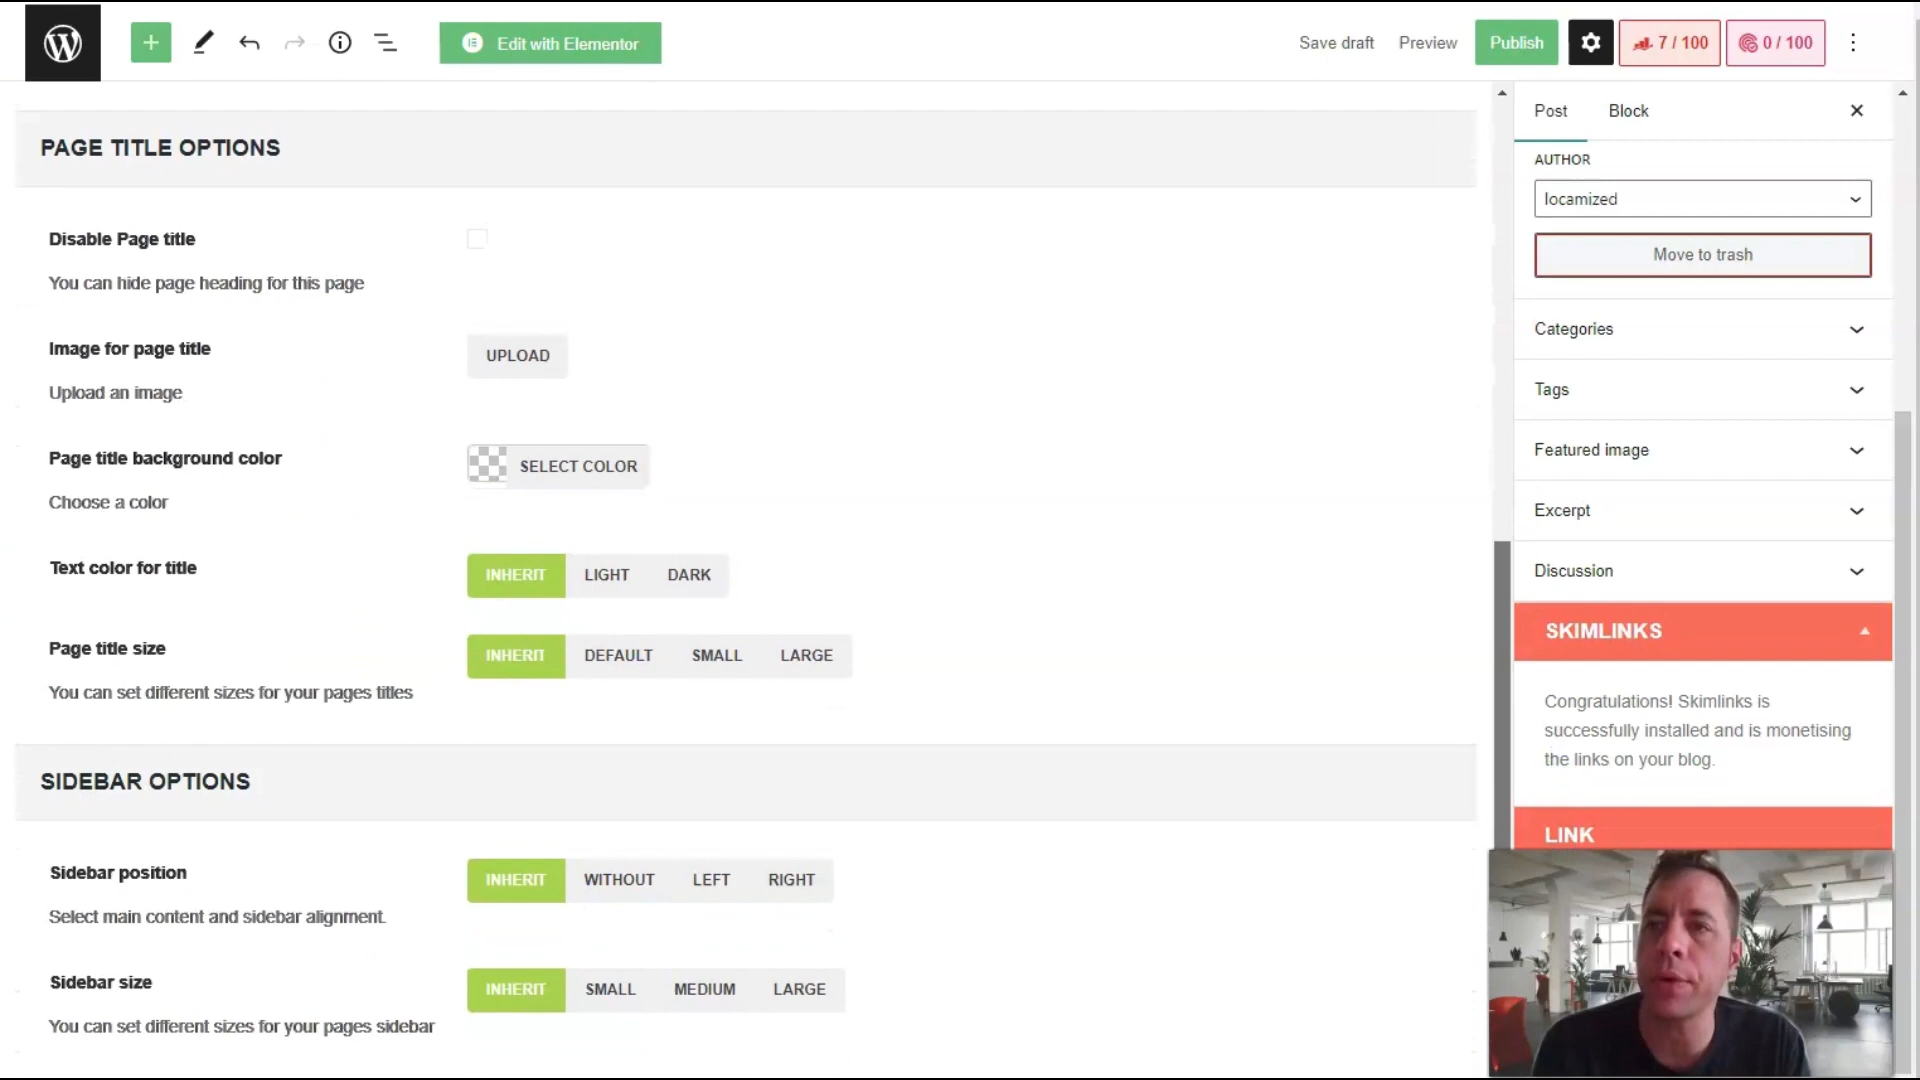 Edit with Elementor
Save draft
Preview
Publish
7 / 100
0 / 100
PAGE TITLE OPTIONS
Disable Page title
You can hide page heading for this page
Image for page title
UPLOAD
Upload an image
Page title background color
SELECT COLOR
Choose a color
Text color for title
INHERIT LIGHT DARK
Page title size
INHERIT DEFAULT SMALL LARGE
You can set different sizes for your pages titles
SIDEBAR OPTIONS
Sidebar position
INHERIT WITHOUT LEFT RIGHT
Select main content and sidebar alignment.
Sidebar size
INHERIT SMALL MEDIUM LARGE
You can set different sizes for your pages sidebar
Post Block
AUTHOR
locamized
Move to trash
Categories
Tags
Featured image
Excerpt
Discussion
SKIMLINKS
Congratulations! Skimlinks is
successfully installed and is monetising
the links on your blog.
LINK